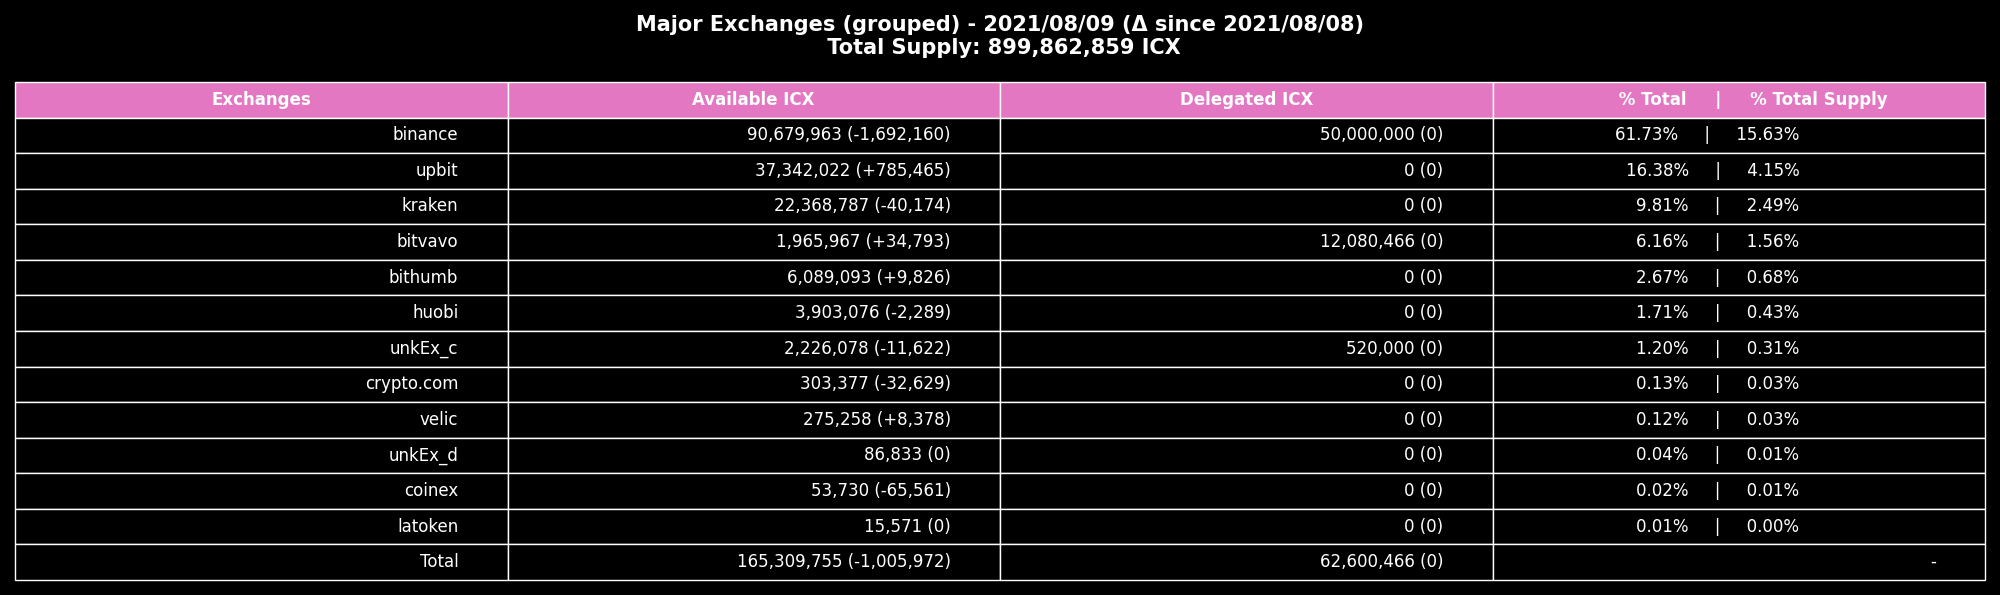 Major Exchanges (grouped) - 2021/08/09 (Δ since 2021/08/08)
Total Supply: 899,862,859 ICX
Exchanges Available ICX Delegated ICX % Total | % Total Supply
binance 90,679,963 (-1,692,160) 50,000,000 (0) 61.73% | 15.63%
upbit 37,342,022 (+785,465) 0 (0) 16.38% | 4.15%
kraken 22,368,787 (-40,174) 0 (0) 9.81% | 2.49%
bitvavo 1,965,967 (+34,793) 12,080,466 (0) 6.16% | 1.56%
bithumb 6,089,093 (+9,826) 0 (0) 2.67% | 0.68%
huobi 3,903,076 (-2,289) 0 (0) 1.71% | 0.43%
unkEx_c 2,226,078 (-11,622) 520,000 (0) 1.20% | 0.31%
crypto.com 303,377 (-32,629) 0 (0) 0.13% | 0.03%
velic 275,258 (+8,378) 0 (0) 0.12% | 0.03%
unkEx_d 86,833 (0) 0 (0) 0.04% | 0.01%
coinex 53,730 (-65,561) 0 (0) 0.02% | 0.01%
latoken 15,571 (0) 0 (0) 0.01% | 0.00%
Total 165,309,755 (-1,005,972) 62,600,466 (0) -